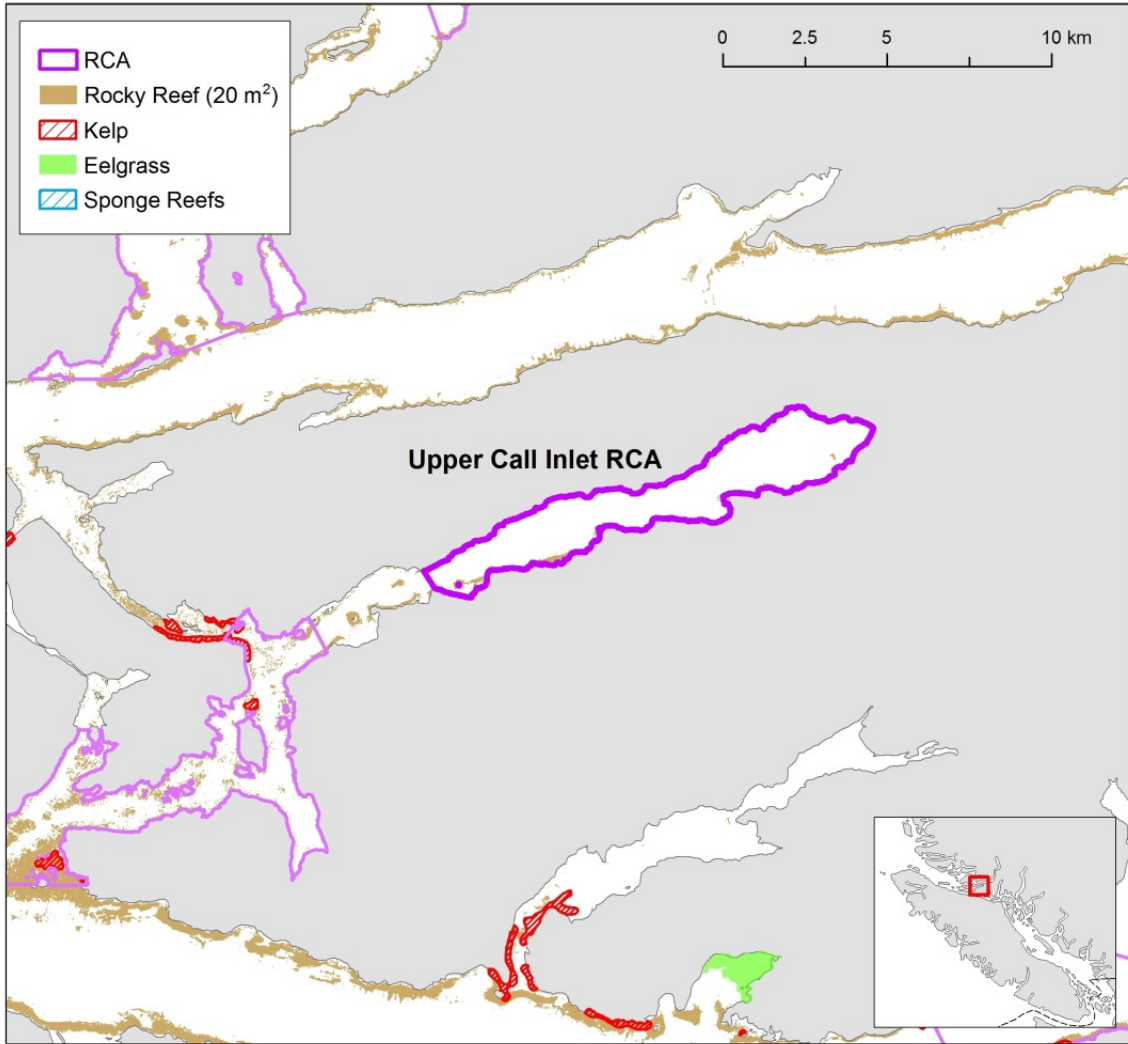 RCA
Rocky Reef (20 m²)
Kelp
Eelgrass
Sponge Reefs
0 2.5 5 10 km
Upper Call Inlet RCA